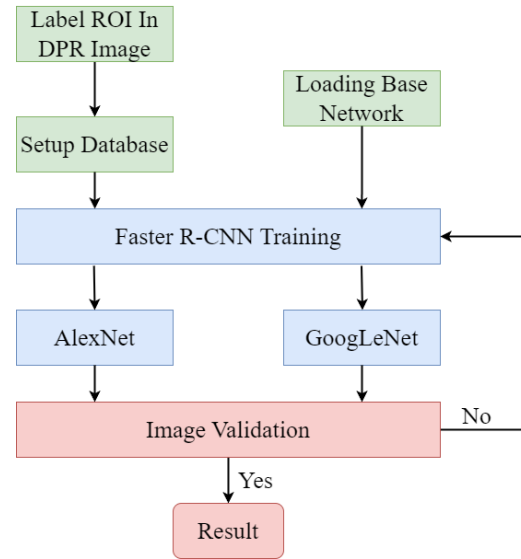 Label ROI In
DPR Image
Loading Base
Network
Setup Database
Faster R-CNN Training
AlexNet
GoogLeNet
Image Validation
No
Yes
Result